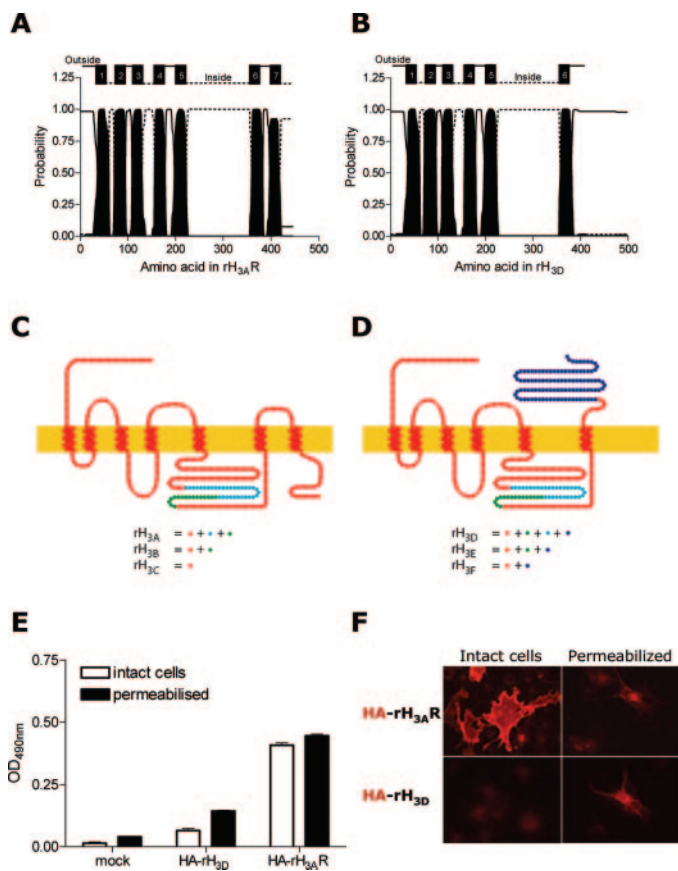 A
Outside
1 2 3 4 5 6 7
Inside
1.25
1.00
0.75
0.50
0.25
0.00
Probability
0 100 200 300 400 500
Amino acid in rH3AR
B
Outside
1 2 3 4 5 6
Inside
1.25
1.00
0.75
0.50
0.25
0.00
Probability
0 100 200 300 400 500
Amino acid in rH3D
C
rH3A = + +
rH3B = +
rH3C =
D
rH3D = + + +
rH3E = + +
rH3F = +
E
0.75
0.50
0.25
0.00
OD490nm
intact cells
permeabilised
mock HA-rH3D HA-rH3AR
F
Intact cells Permeabilized
HA-rH3AR
HA-rH3D